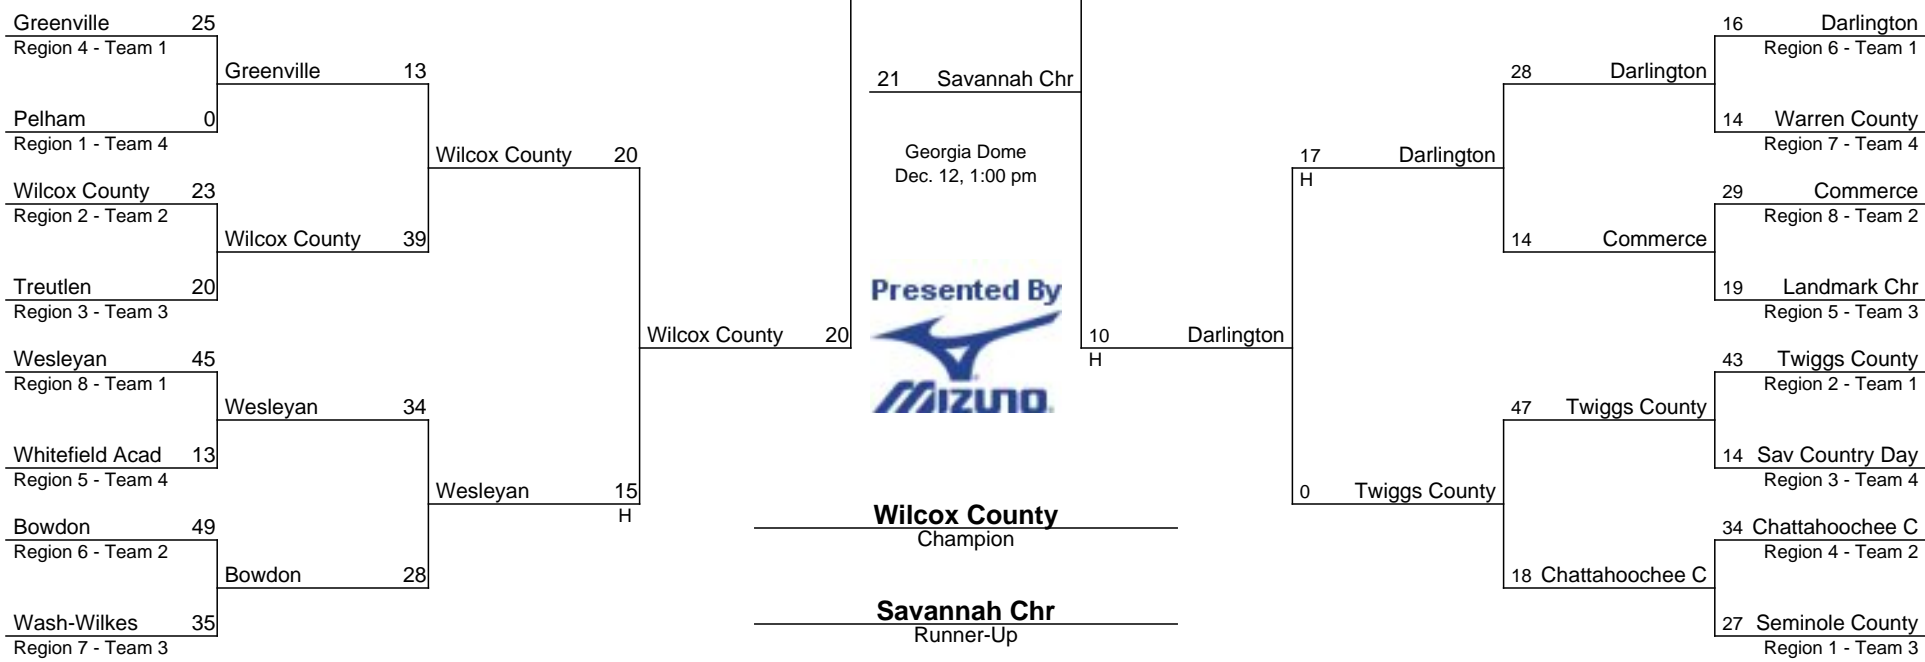 Greenville 25
Region 4 - Team 1
Greenville 13
Pelham 0
Region 1 - Team 4
Wilcox County 20
Wilcox County 23
Region 2 - Team 2
Wilcox County 39
Treutlen 20
Region 3 - Team 3
Wilcox County 20
Wesleyan 45
Region 8 - Team 1
Wesleyan 34
Whitefield Acad 13
Region 5 - Team 4
Wesleyan 15
H
Bowdon 49
Region 6 - Team 2
Bowdon 28
Wash-Wilkes 35
Region 7 - Team 3
21 Savannah Chr
Georgia Dome
Dec. 12, 1:00 pm
Presented By
MIZUNO
Wilcox County
Champion
Savannah Chr
Runner-Up
10 Darlington
H
17 Darlington
H
0 Twiggs County
28 Darlington
14 Commerce
47 Twiggs County
18 Chattahoochee C
16 Darlington
Region 6 - Team 1
14 Warren County
Region 7 - Team 4
29 Commerce
Region 8 - Team 2
19 Landmark Chr
Region 5 - Team 3
43 Twiggs County
Region 2 - Team 1
14 Sav Country Day
Region 3 - Team 4
34 Chattahoochee C
Region 4 - Team 2
27 Seminole County
Region 1 - Team 3